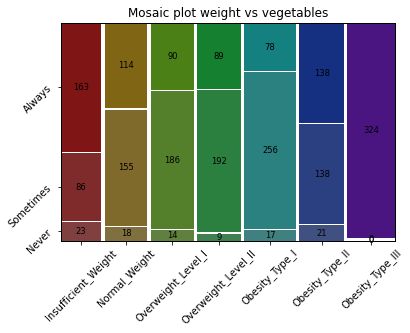 Mosaic plot weight vs vegetables
Always
Sometimes
Never
163 114 90 89 78 138 324
86 155 186 192 256 138
23 18 14 9 17 21 0
Insufficient_Weight
Normal_Weight
Overweight_Level_I
Overweight_Level_II
Obesity_Type_I
Obesity_Type_II
Obesity_Type_III